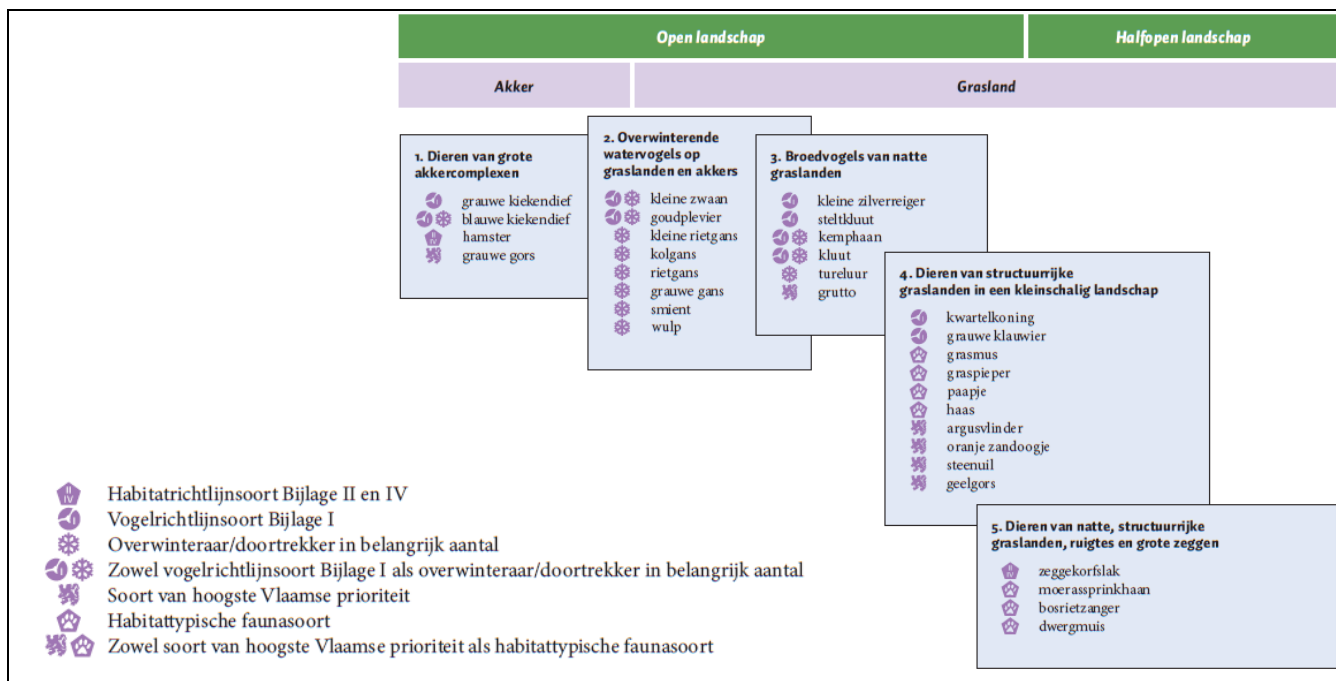 Open landschap
Halfopen landschap
Akker
Grasland
1. Dieren van grote
akkercomplexen
grauwe kiekendief
blauwe kiekendief
hamster
grauwe gors
2. Overwinterende
watervogels op
graslanden en akkers
kleine zwaan
goudplevier
kleine rietgans
kolgans
rietgans
grauwe gans
smient
wulp
3. Broedvogels van natte
graslanden
kleine zilverreiger
steltkluut
kemphaan
kluut
tureluur
grutto
4. Dieren van structuurrijke
graslanden in een kleinschalig landschap
kwartelkoning
grauwe klauwier
grasmus
graspieper
paapje
haas
argusvlinder
oranje zandoogje
steenuil
geelgors
5. Dieren van natte, structuurrijke
graslanden, ruigtes en grote zeggen
zeggekorfslak
moerassprinkhaan
bosrietzanger
dwergmuis
II
IV
Habitatrichtlijnsoort Bijlage II en IV
Vogelrichtlijnsoort Bijlage I
Overwinteraar/doortrekker in belangrijk aantal
Zowel vogelrichtlijnsoort Bijlage I als overwinteraar/doortrekker in belangrijk aantal
Soort van hoogste Vlaamse prioriteit
Habitattypische faunasoort
Zowel soort van hoogste Vlaamse prioriteit als habitattypische faunasoort